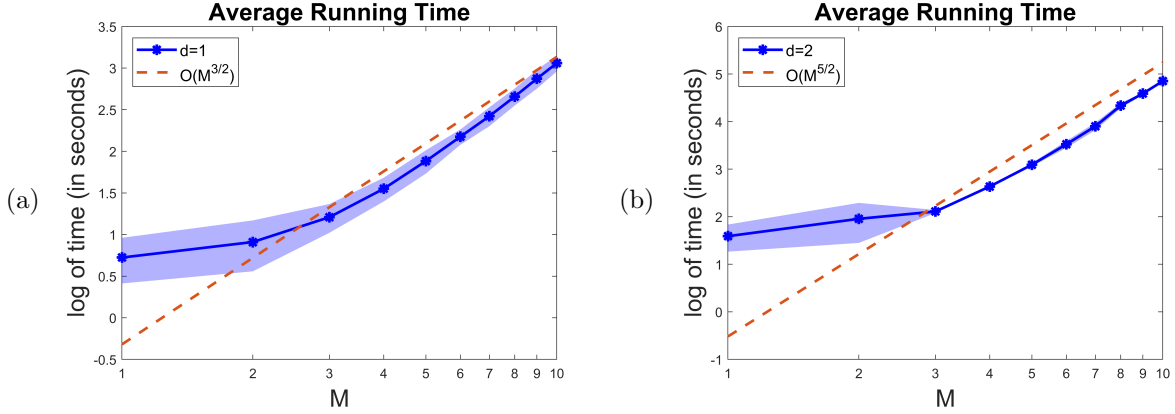 (a)
Average Running Time
log of time (in seconds)
3.5
3
2.5
2
1.5
1
0.5
0
-0.5
d=1
O(M^{3/2})
1 2 3 4 5 6 7 8 9 10
M
(b)
Average Running Time
log of time (in seconds)
6
5
4
3
2
1
0
-1
d=2
O(M^{5/2})
1 2 3 4 5 6 7 8 9 10
M